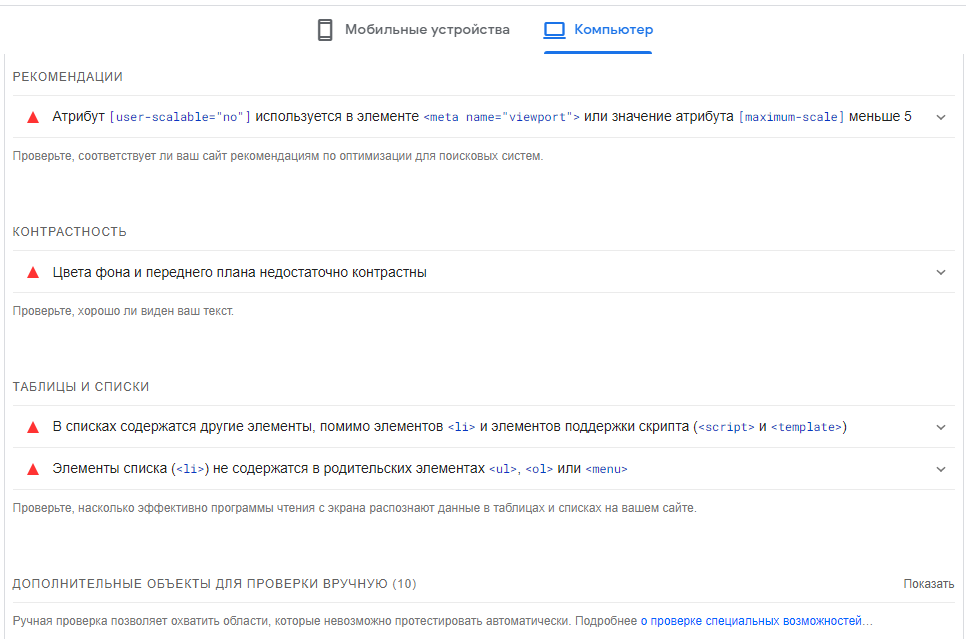 Мобильные устройства
Компьютер
РЕКОМЕНДАЦИИ
Атрибут [user-scalable="no"] используется в элементе <meta name="viewport"> или значение атрибута [maximum-scale] меньше 5
Проверьте, соответствует ли ваш сайт рекомендациям по оптимизации для поисковых систем.
КОНТРАСТНОСТЬ
Цвета фона и переднего плана недостаточно контрастны
Проверьте, хорошо ли виден ваш текст.
ТАБЛИЦЫ И СПИСКИ
В списках содержатся другие элементы, помимо элементов <li> и элементов поддержки скрипта (<script> и <template>)
Элементы списка (<li>) не содержатся в родительских элементах <ul>, <ol> или <menu>
Проверьте, насколько эффективно программы чтения с экрана распознают данные в таблицах и списках на вашем сайте.
ДОПОЛНИТЕЛЬНЫЕ ОБЪЕКТЫ ДЛЯ ПРОВЕРКИ ВРУЧНУЮ (10)
Показать
Ручная проверка позволяет охватить области, которые невозможно протестировать автоматически. Подробнее о проверке специальных возможностей…